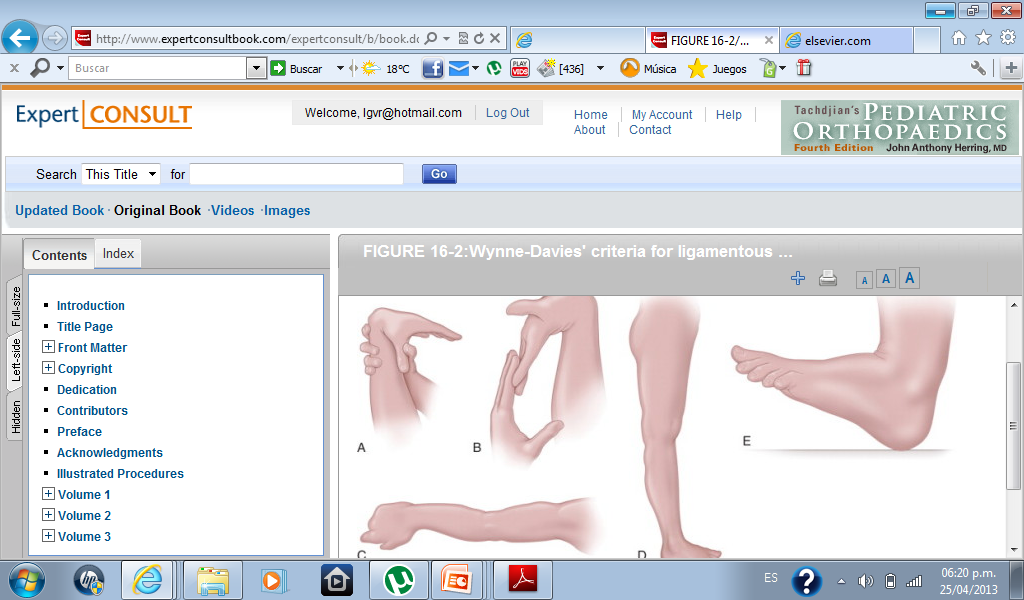 http://www.expertconsultbook.com/expertconsult/b/book.do
FIGURE 16-2/...
elsevier.com
Buscar
Buscar
18°C
PLAY VIDS
[436]
Música
Juegos
Expert CONSULT
Welcome, lgvr@hotmail.com
Log Out
Home
My Account
Help
About
Contact
Tachdjian's PEDIATRIC
ORTHOPAEDICS
Fourth Edition John Anthony Herring, MD
Search This Title for Go
Updated Book · Original Book · Videos · Images
Contents
Index
FIGURE 16-2:Wynne-Davies' criteria for ligamentous ...
A A A
Full-size
Left-side
Hidden
Introduction
Title Page
Front Matter
Copyright
Dedication
Contributors
Preface
Acknowledgments
Illustrated Procedures
Volume 1
Volume 2
Volume 3
A
B
E
C
D
ES
06:20 p.m.
25/04/2013